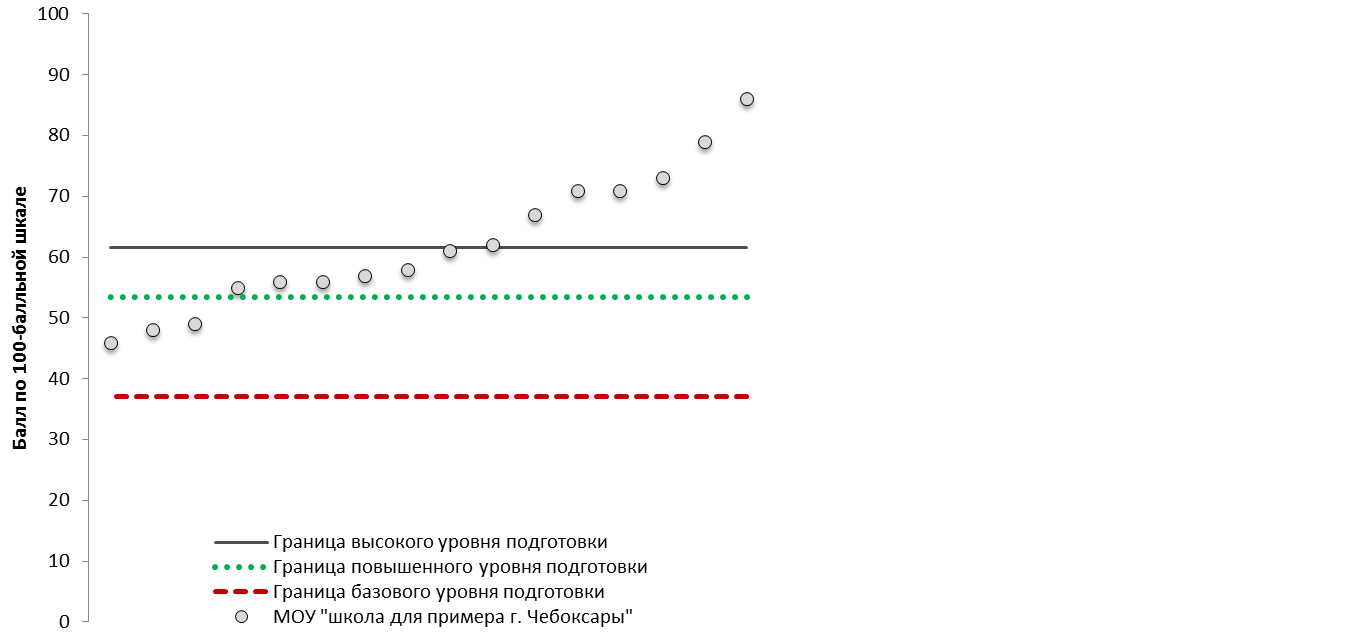 100
90
80
70
60
50
40
30
20
10
0
Балл по 100-балльной шкале
Граница высокого уровня подготовки
Граница повышенного уровня подготовки
Граница базового уровня подготовки
МОУ "школа для примера г. Чебоксары"